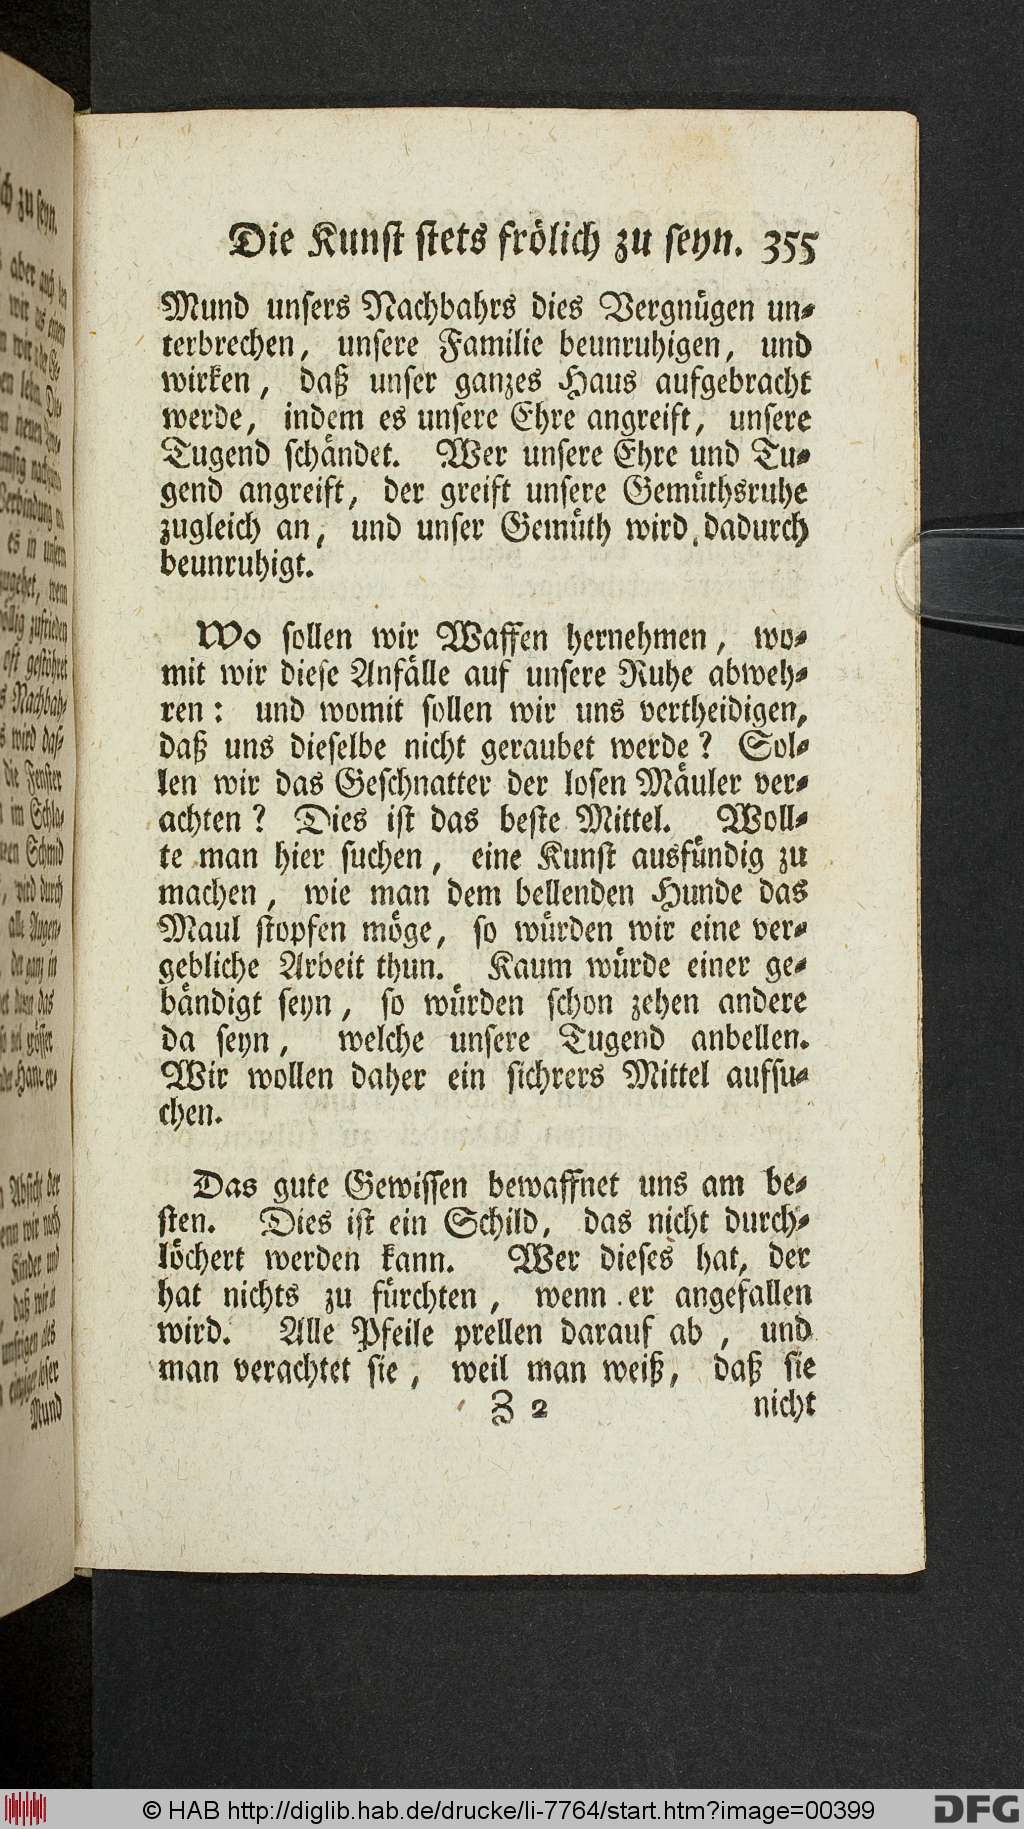 Die Kunst stets frölich zu seyn. 355
Mund unsers Nachbahrs dies Vergnügen un-
terbrechen, unsere Familie beunruhigen, und
wirken, daß unser ganzes Haus aufgebracht
werde, indem es unsere Ehre angreift, unsere
Tugend schändet. Wer unsere Ehre und Tu-
gend angreift, der greift unsere Gemüthsruhe
zugleich an, und unser Gemüth wird dadurch
beunruhigt.
Wo sollen wir Waffen hernehmen, wo-
mit wir diese Anfälle auf unsere Ruhe abweh-
ren: und womit sollen wir uns vertheidigen,
daß uns dieselbe nicht geraubet werde? Sol-
len wir das Geschnatter der losen Mäuler ver-
achten? Dies ist das beste Mittel. Woll-
te man hier suchen, eine Kunst ausfündig zu
machen, wie man dem bellenden Hunde das
Maul stopfen möge, so würden wir eine ver-
gebliche Arbeit thun. Kaum würde einer ge-
bändigt seyn, so würden schon zehen andere
da seyn, welche unsere Tugend anbellen.
Wir wollen daher ein sichrers Mittel aufsu-
chen.
Das gute Gewissen bewaffnet uns am be-
sten. Dies ist ein Schild, das nicht durch-
löchert werden kann. Wer dieses hat, der
hat nichts zu fürchten, wenn er angefallen
wird. Alle Pfeile prellen darauf ab, und
man verachtet sie, weil man weiß, daß sie
Z 2 nicht
© HAB http://diglib.hab.de/drucke/li-7764/start.htm?image=00399
DFG